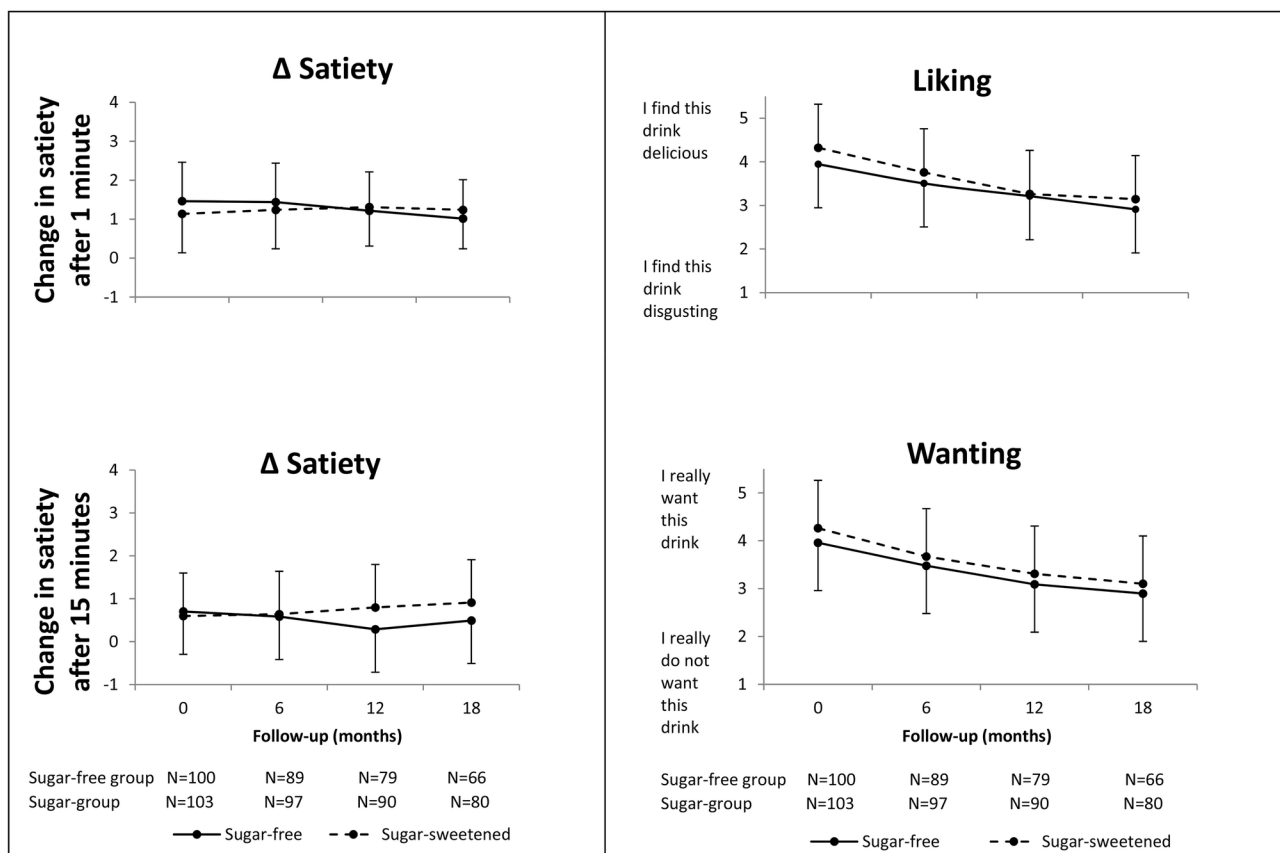 Δ Satiety
Change in satiety
after 1 minute
4
3
2
1
0
-1
Δ Satiety
Change in satiety
after 15 minutes
4
3
2
1
0
-1
0 6 12 18
Follow-up (months)
Sugar-free group N=100 N=89 N=79 N=66
Sugar-group N=103 N=97 N=90 N=80
Sugar-free Sugar-sweetened
Liking
I find this
drink
delicious
I find this
drink
disgusting
5
4
3
2
1
Wanting
I really
want
this
drink
I really
do not
want
this
drink
5
4
3
2
1
0 6 12 18
Follow-up (months)
Sugar-free group N=100 N=89 N=79 N=66
Sugar-group N=103 N=97 N=90 N=80
Sugar-free Sugar-sweetened